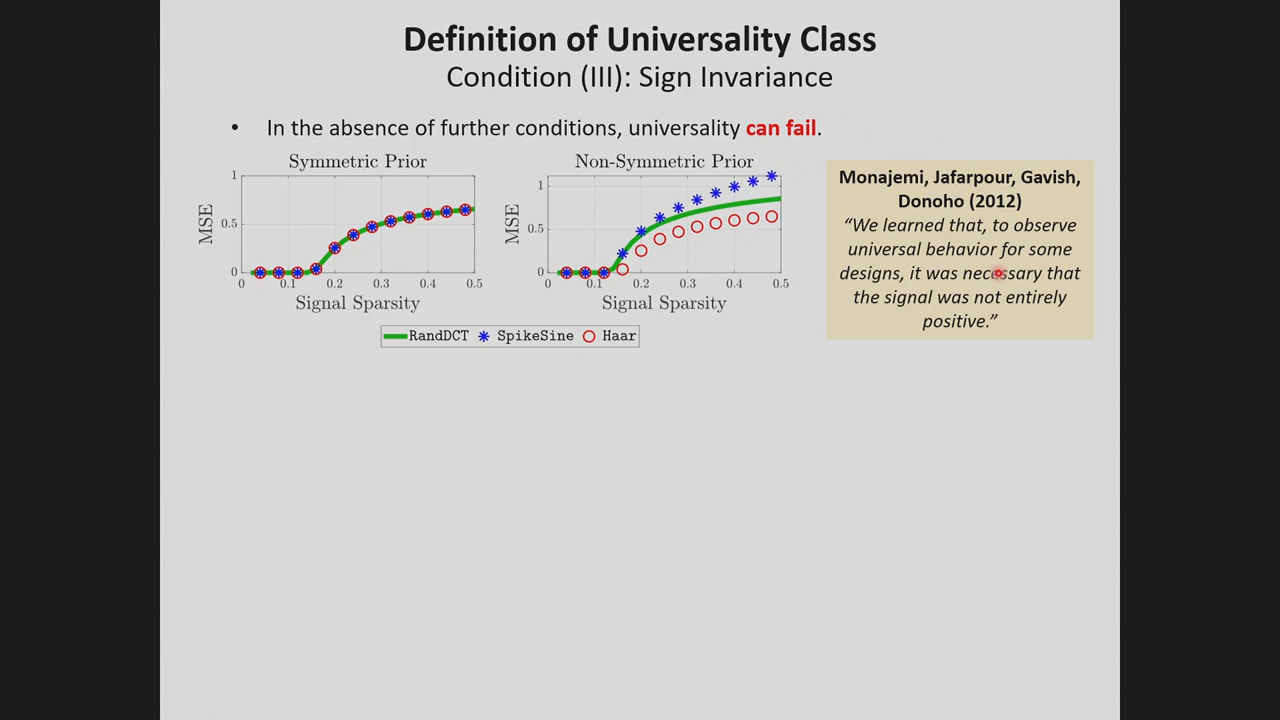 Definition of Universality Class
Condition (III): Sign Invariance
• In the absence of further conditions, universality can fail.
Symmetric Prior
1
0.5
0
MSE
0 0.1 0.2 0.3 0.4 0.5
Signal Sparsity
Non-Symmetric Prior
1
0.5
0
MSE
0 0.1 0.2 0.3 0.4 0.5
Signal Sparsity
RandDCT SpikeSine Haar
Monajemi, Jafarpour, Gavish,
Donoho (2012)
“We learned that, to observe
universal behavior for some
designs, it was necessary that
the signal was not entirely
positive.”